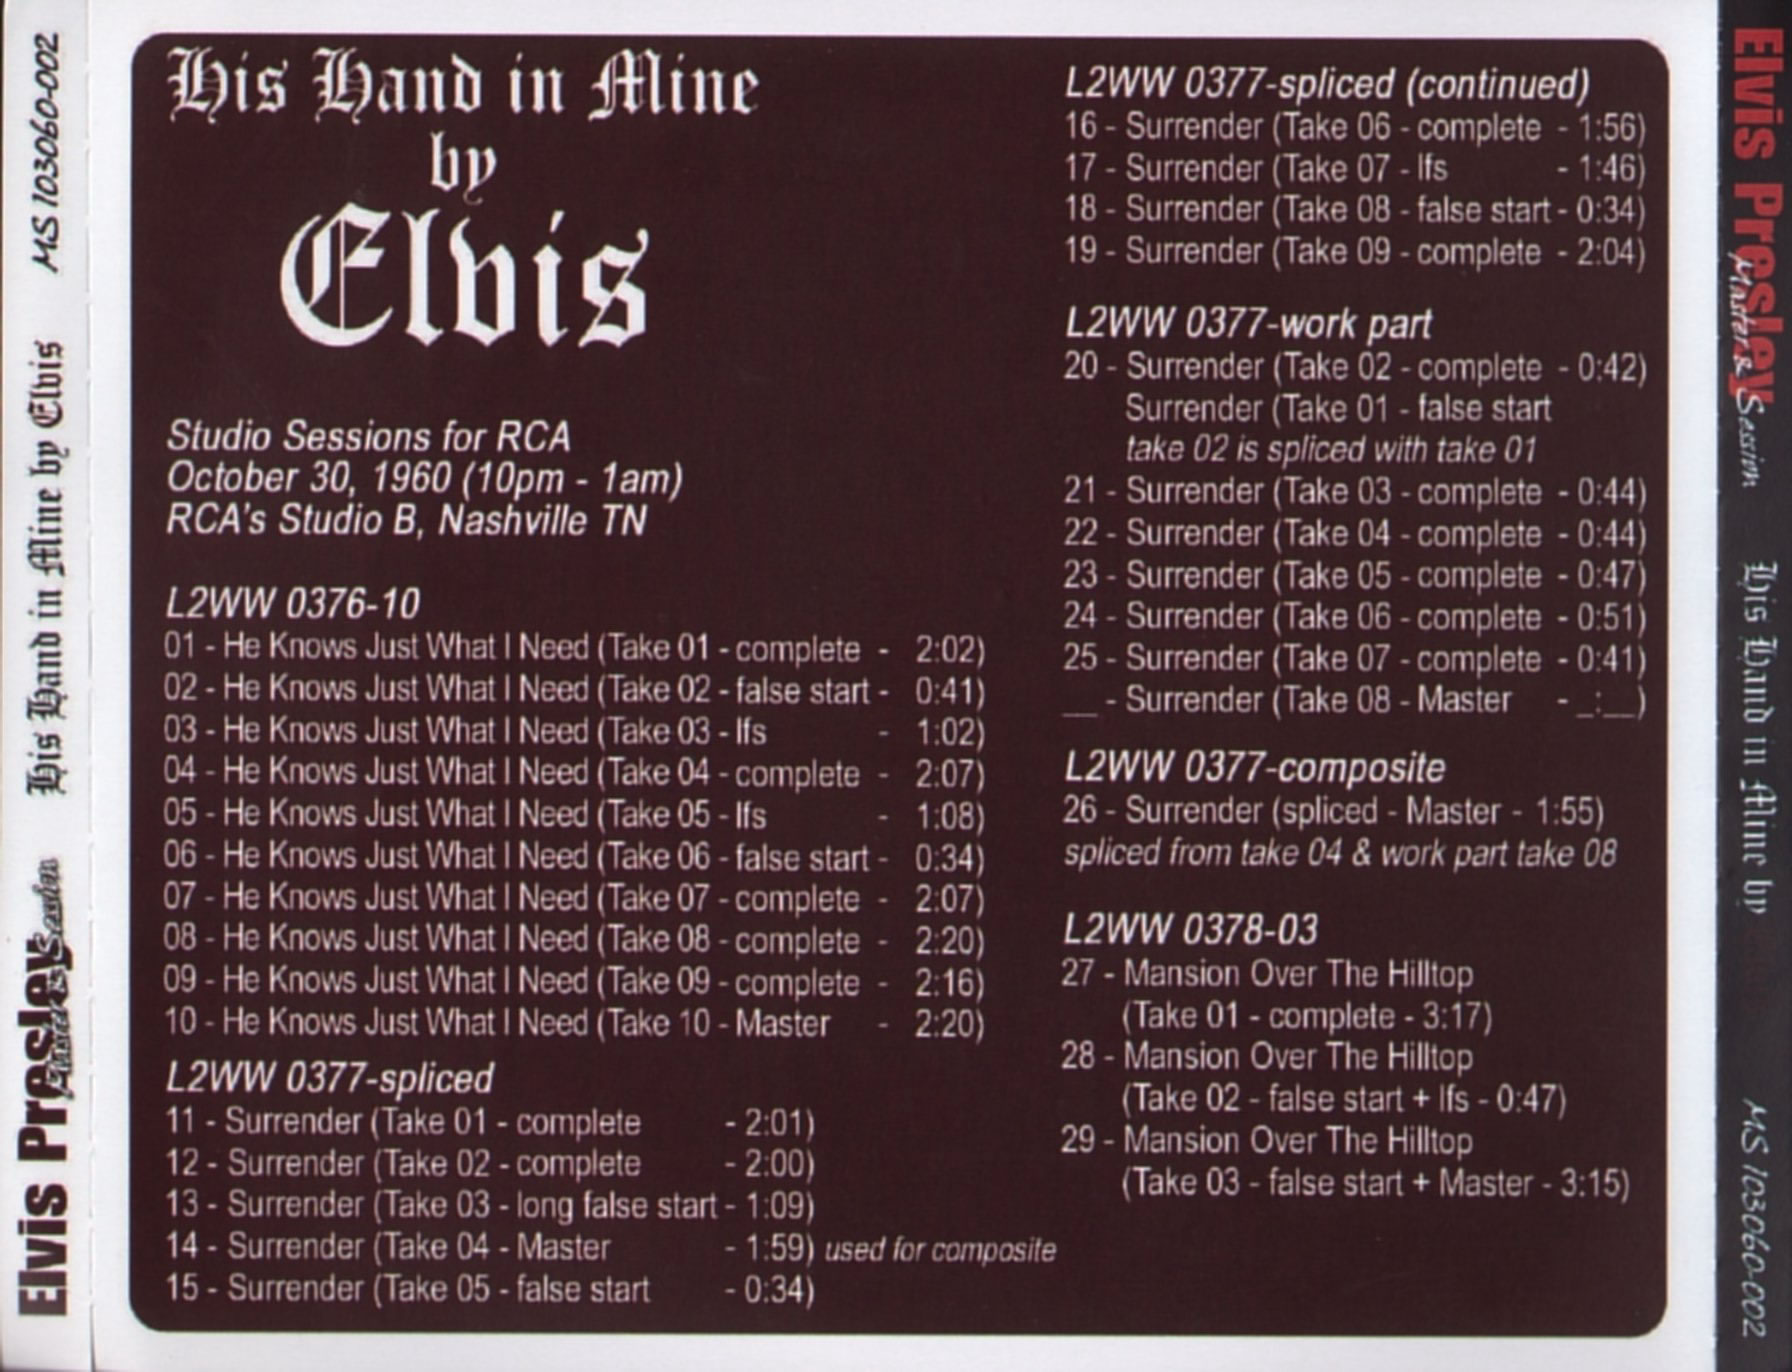 His Hand in Mine
by
Elvis
Studio Sessions for RCA
October 30, 1960 (10pm - 1am)
RCA's Studio B, Nashville TN
L2WW 0376-10
01 - He Knows Just What I Need (Take 01 - complete - 2:02)
02 - He Knows Just What I Need (Take 02 - false start - 0:41)
03 - He Knows Just What I Need (Take 03 - lfs - 1:02)
04 - He Knows Just What I Need (Take 04 - complete - 2:07)
05 - He Knows Just What I Need (Take 05 - lfs - 1:08)
06 - He Knows Just What I Need (Take 06 - false start - 0:34)
07 - He Knows Just What I Need (Take 07 - complete - 2:07)
08 - He Knows Just What I Need (Take 08 - complete - 2:20)
09 - He Knows Just What I Need (Take 09 - complete - 2:16)
10 - He Knows Just What I Need (Take 10 - Master - 2:20)
L2WW 0377-spliced
11 - Surrender (Take 01 - complete - 2:01)
12 - Surrender (Take 02 - complete - 2:00)
13 - Surrender (Take 03 - long false start - 1:09)
14 - Surrender (Take 04 - Master - 1:59) used for composite
15 - Surrender (Take 05 - false start - 0:34)
L2WW 0377-spliced (continued)
16 - Surrender (Take 06 - complete - 1:56)
17 - Surrender (Take 07 - lfs - 1:46)
18 - Surrender (Take 08 - false start - 0:34)
19 - Surrender (Take 09 - complete - 2:04)
L2WW 0377-work part
20 - Surrender (Take 02 - complete - 0:42)
Surrender (Take 01 - false start
take 02 is spliced with take 01
21 - Surrender (Take 03 - complete - 0:44)
22 - Surrender (Take 04 - complete - 0:44)
23 - Surrender (Take 05 - complete - 0:47)
24 - Surrender (Take 06 - complete - 0:51)
25 - Surrender (Take 07 - complete - 0:41)
__ - Surrender (Take 08 - Master - _:__)
L2WW 0377-composite
26 - Surrender (spliced - Master - 1:55)
spliced from take 04 & work part take 08
L2WW 0378-03
27 - Mansion Over The Hilltop
(Take 01 - complete - 3:17)
28 - Mansion Over The Hilltop
(Take 02 - false start + lfs - 0:47)
29 - Mansion Over The Hilltop
(Take 03 - false start + Master - 3:15)
Elvis Presley
Master & Session
His Hand in Mine by Elvis
MS 103060-002
Elvis Presley
Master & Session
His Hand in Mine by
MS 103060-002